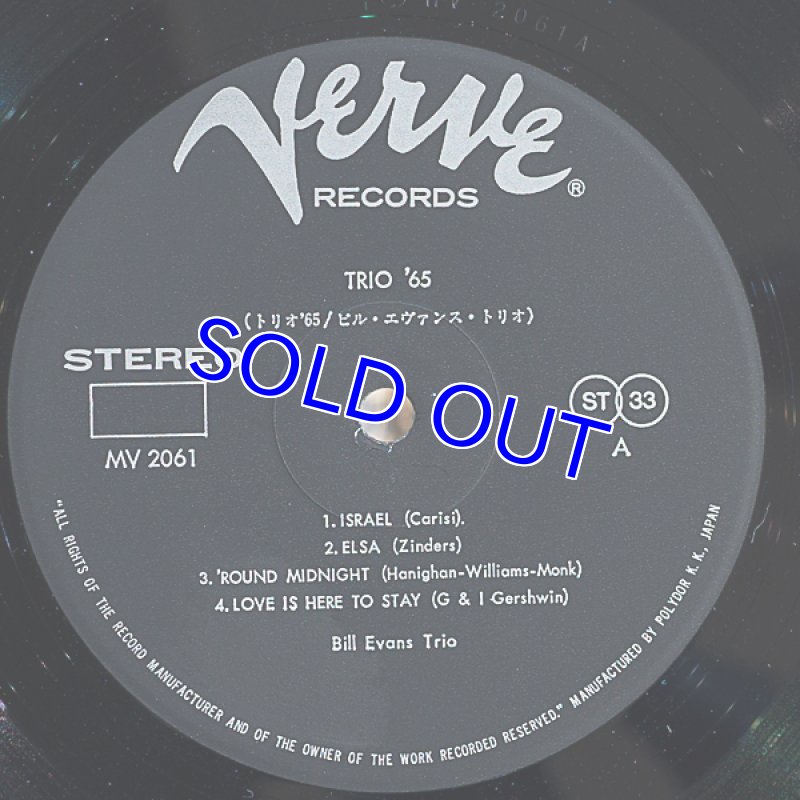 MV 2061 A
Verve
RECORDS ®
TRIO '65
(トリオ'65/ビル・エヴァンス・トリオ)
STEREO
SOLD OUT
ST 33
MV 2061
A
1. ISRAEL (Carisi).
2. ELSA (Zinders)
3. 'ROUND MIDNIGHT (Hanighan-Williams-Monk)
4. LOVE IS HERE TO STAY (G & I Gershwin)
Bill Evans Trio
"ALL RIGHTS OF THE RECORD MANUFACTURER AND OF THE OWNER OF THE WORK RECORDED RESERVED." MANUFACTURED BY POLYDOR K. K., JAPAN